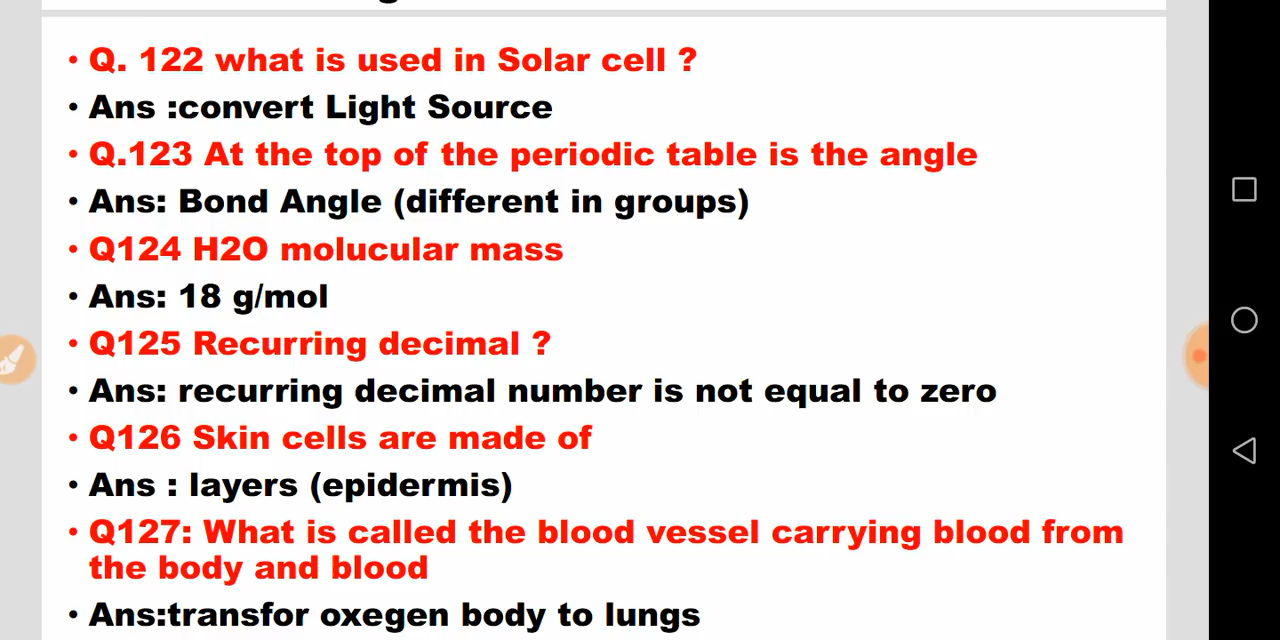 Q. 122 what is used in Solar cell ?
Ans :convert Light Source
Q.123 At the top of the periodic table is the angle
Ans: Bond Angle (different in groups)
Q124 H2O molucular mass
Ans: 18 g/mol
Q125 Recurring decimal ?
Ans: recurring decimal number is not equal to zero
Q126 Skin cells are made of
Ans : layers (epidermis)
Q127: What is called the blood vessel carrying blood from
the body and blood
Ans:transfor oxegen body to lungs